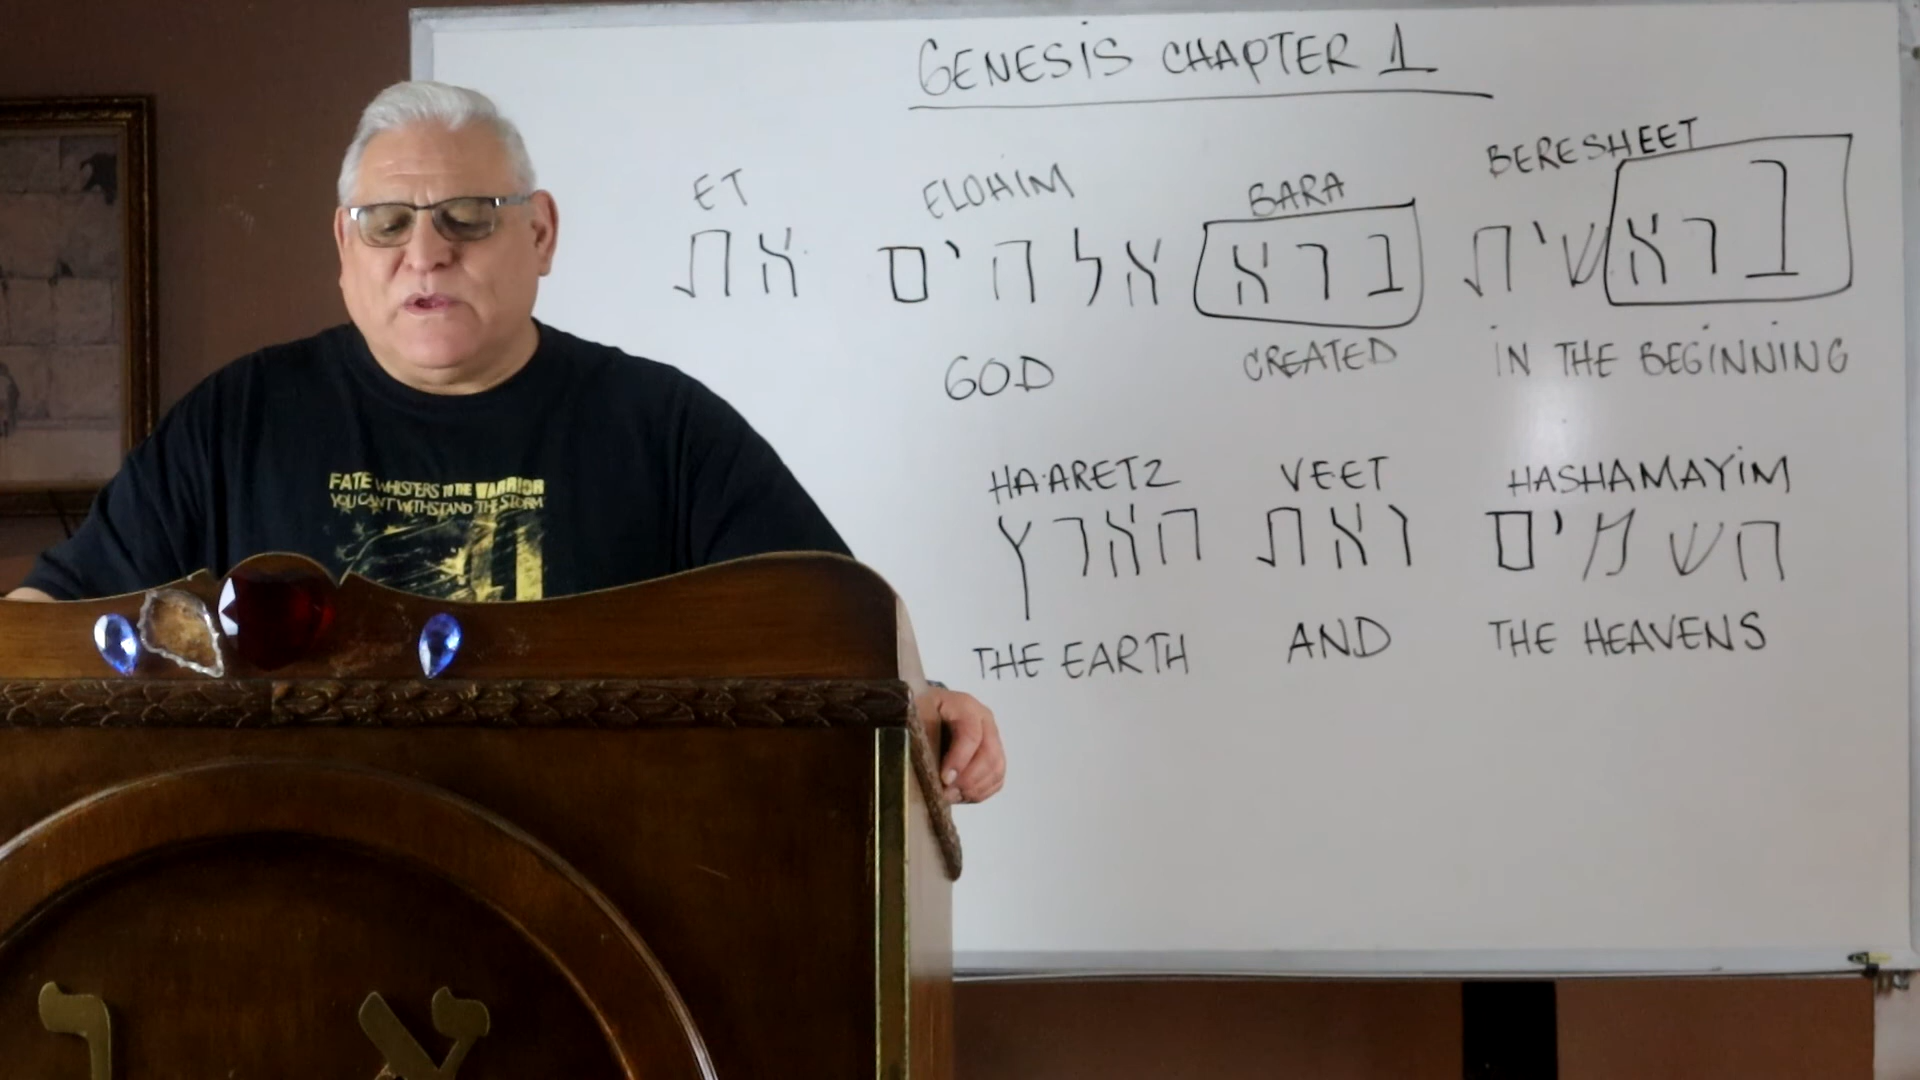 GENESIS CHAPTER 1
BERESHEET BARA ELOHIM ET
בראשית ברא אלהים את
IN THE BEGINNING CREATED GOD
HASHAMAYIM VEET HA·ARETZ
השמים ואת הארץ
THE HEAVENS AND THE EARTH
FATE WHISPERS TO THE WARRIOR
YOU CAN'T WITHSTAND THE STORM
א